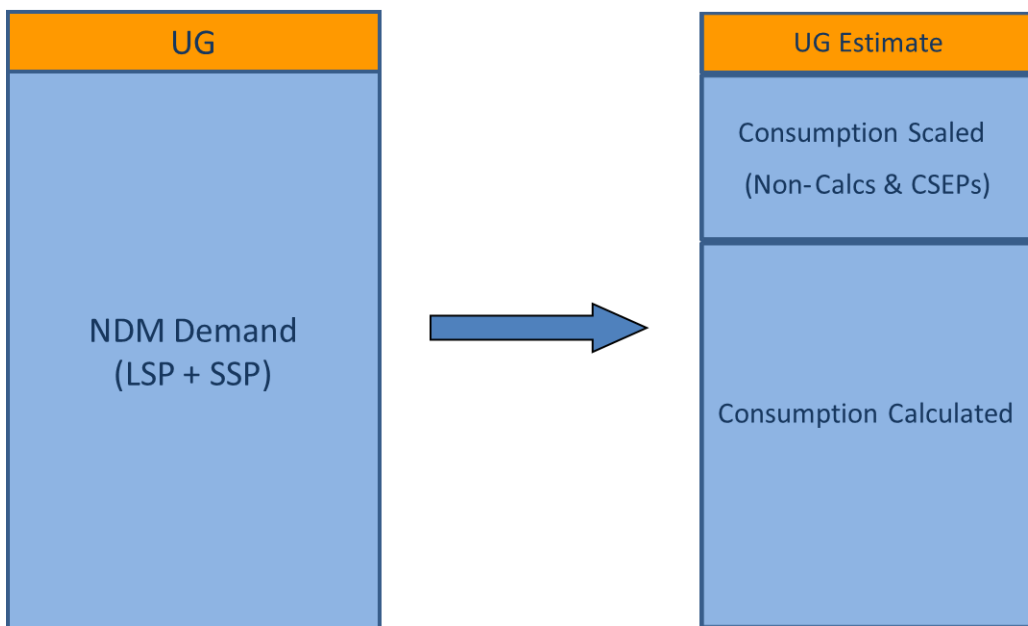 UG
NDM Demand
(LSP + SSP)
UG Estimate
Consumption Scaled
(Non-Calcs & CSEPs)
Consumption Calculated